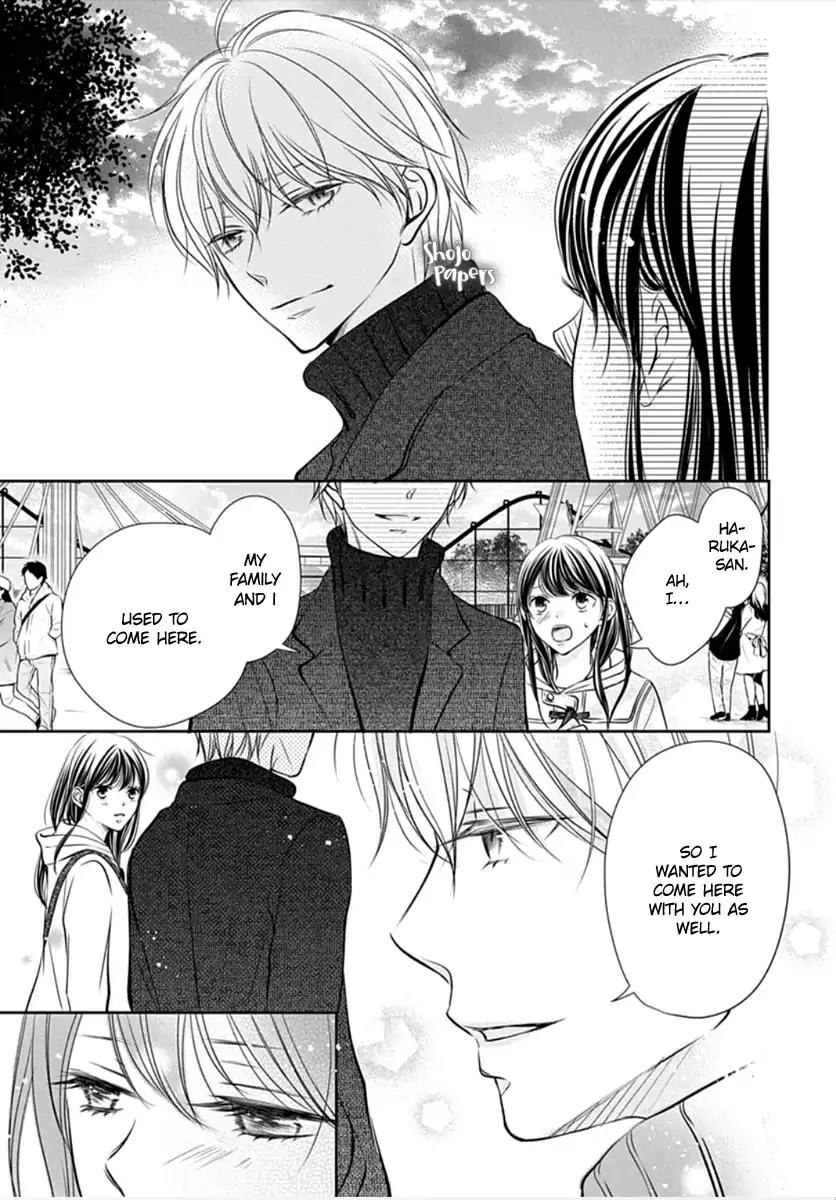 Shojo
Papers
HA-
RUKA-
SAN.
AH,
I...
MY
FAMILY
AND I
USED TO
COME HERE.
SO I
WANTED TO
COME HERE
WITH YOU AS
WELL.